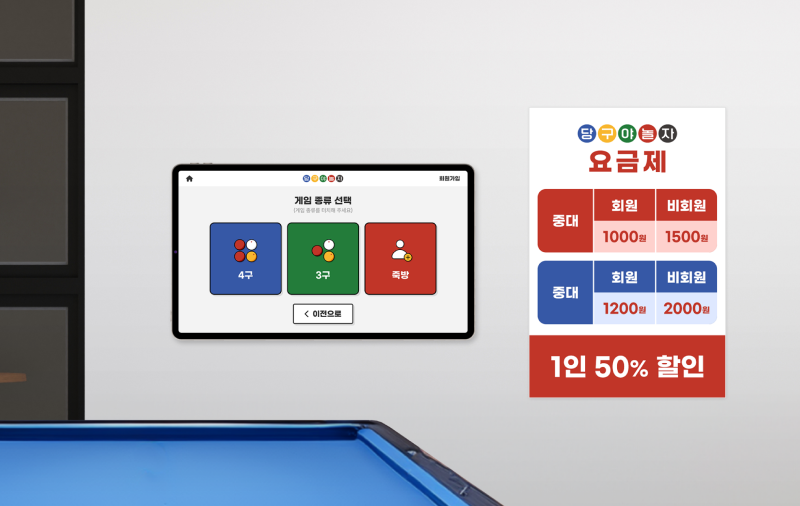 당구야놀자
회원가입
게임 종류 선택
(게임 종류를 터치해 주세요)
4구
3구
죽방
이전으로
당구야놀자
요금제
중대
회원
비회원
1000원
1500원
중대
회원
비회원
1200원
2000원
1인 50% 할인